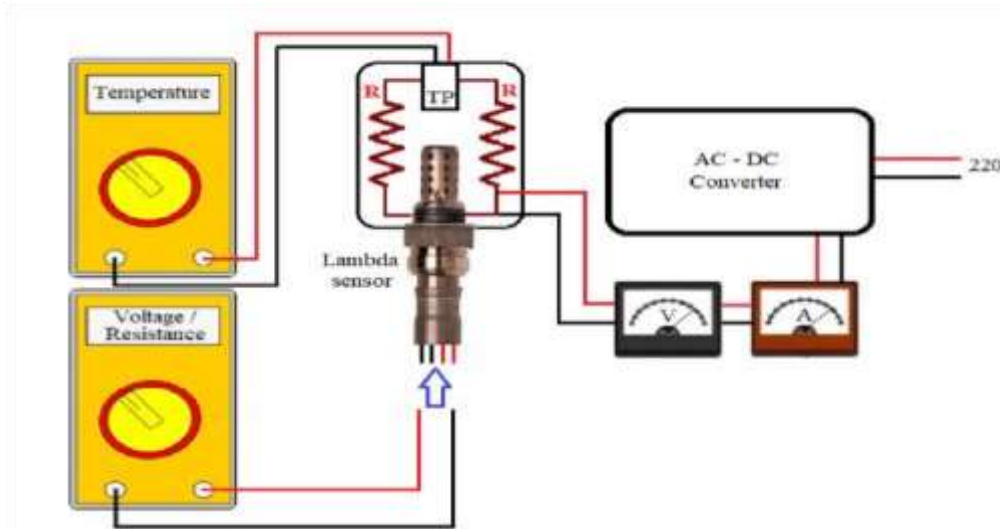 Temperature
R
TP
R
AC - DC
Converter
220
Lambda
sensor
Voltage /
Resistance
V
A